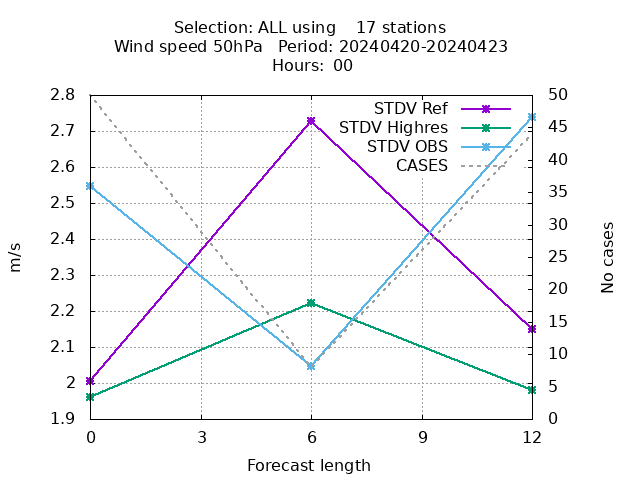 Selection: ALL using    17 stations
Wind speed 50hPa   Period: 20240420-20240423
Hours:  00
STDV Ref
STDV Highres
STDV OBS
CASES
2.8
2.7
2.6
2.5
2.4
2.3
2.2
2.1
2
1.9
50
45
40
35
30
25
20
15
10
5
0
m/s
No cases
0 3 6 9 12
Forecast length